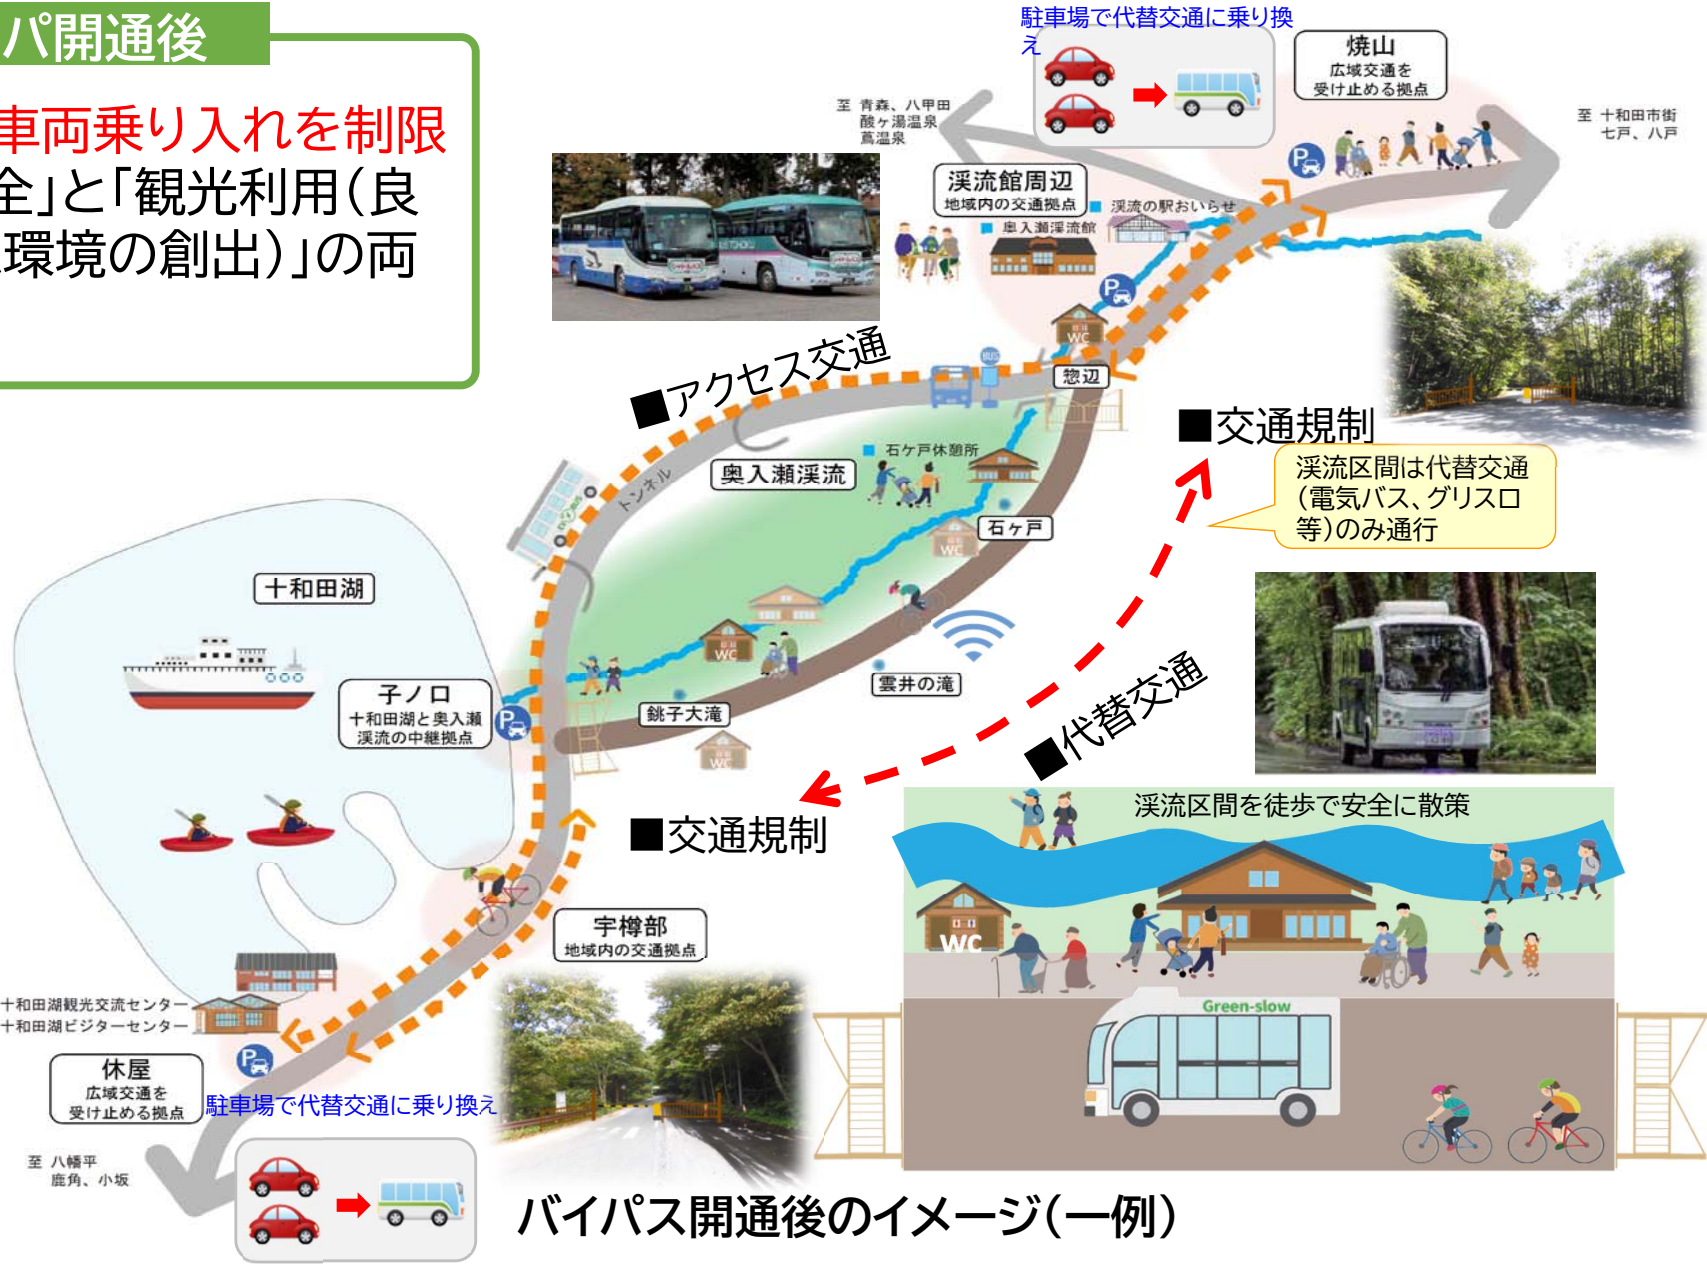 パ開通後
車両乗り入れを制限
全」と「観光利用（良
環境の創出）」の両
駐車場で代替交通に乗り換
え
焼山
広域交通を
受け止める拠点
至 青森、八甲田
酸ヶ湯温泉
蔦温泉
至 十和田市街
七戸、八戸
渓流館周辺
地域内の交通拠点
渓流の駅おいらせ
奥入瀬渓流館
P
P
WC
BUS
惣辺
■アクセス交通
■交通規制
渓流区間は代替交通
（電気バス、グリスロ
等）のみ通行
トンネル
奥入瀬渓流
石ケ戸休憩所
石ヶ戸
WC
十和田湖
WC
雲井の滝
子ノ口
十和田湖と奥入瀬
渓流の中継拠点
P
銚子大滝
WC
■代替交通
■交通規制
渓流区間を徒歩で安全に散策
WC
Green-slow
宇樽部
地域内の交通拠点
十和田湖観光交流センター
十和田湖ビジターセンター
P
休屋
広域交通を
受け止める拠点
駐車場で代替交通に乗り換え
至 八幡平
鹿角、小坂
バイパス開通後のイメージ（一例）